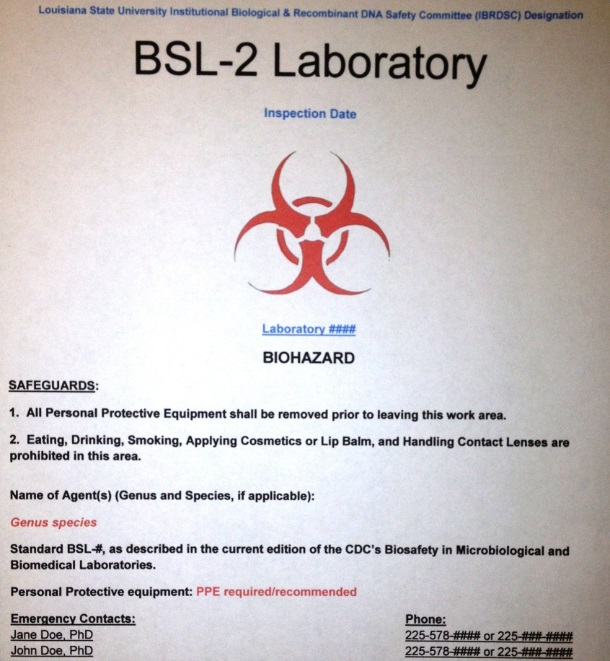 Louisiana State University Institutional Biological & Recombinant DNA Safety Committee (IBRDSC) Designation
BSL-2 Laboratory
Inspection Date
Laboratory ####
BIOHAZARD
SAFEGUARDS:
1. All Personal Protective Equipment shall be removed prior to leaving this work area.
2. Eating, Drinking, Smoking, Applying Cosmetics or Lip Balm, and Handling Contact Lenses are
prohibited in this area.
Name of Agent(s) (Genus and Species, if applicable):
Genus species
Standard BSL-#, as described in the current edition of the CDC's Biosafety in Microbiological and
Biomedical Laboratories.
Personal Protective equipment: PPE required/recommended
Emergency Contacts: Phone:
Jane Doe, PhD 225-578-#### or 225-###-####
John Doe, PhD 225-578-#### or 225-###-####